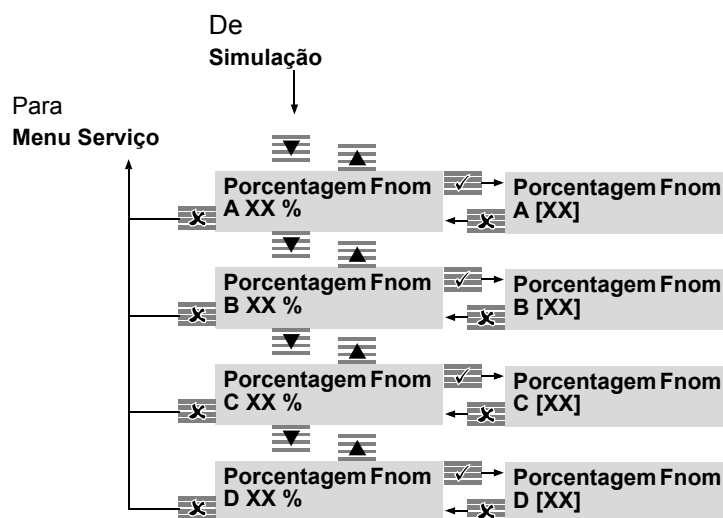 De
Simulação
Para
Menu Serviço
Porcentagem Fnom
A XX %
Porcentagem Fnom
A [XX]
Porcentagem Fnom
B XX %
Porcentagem Fnom
B [XX]
Porcentagem Fnom
C XX %
Porcentagem Fnom
C [XX]
Porcentagem Fnom
D XX %
Porcentagem Fnom
D [XX]